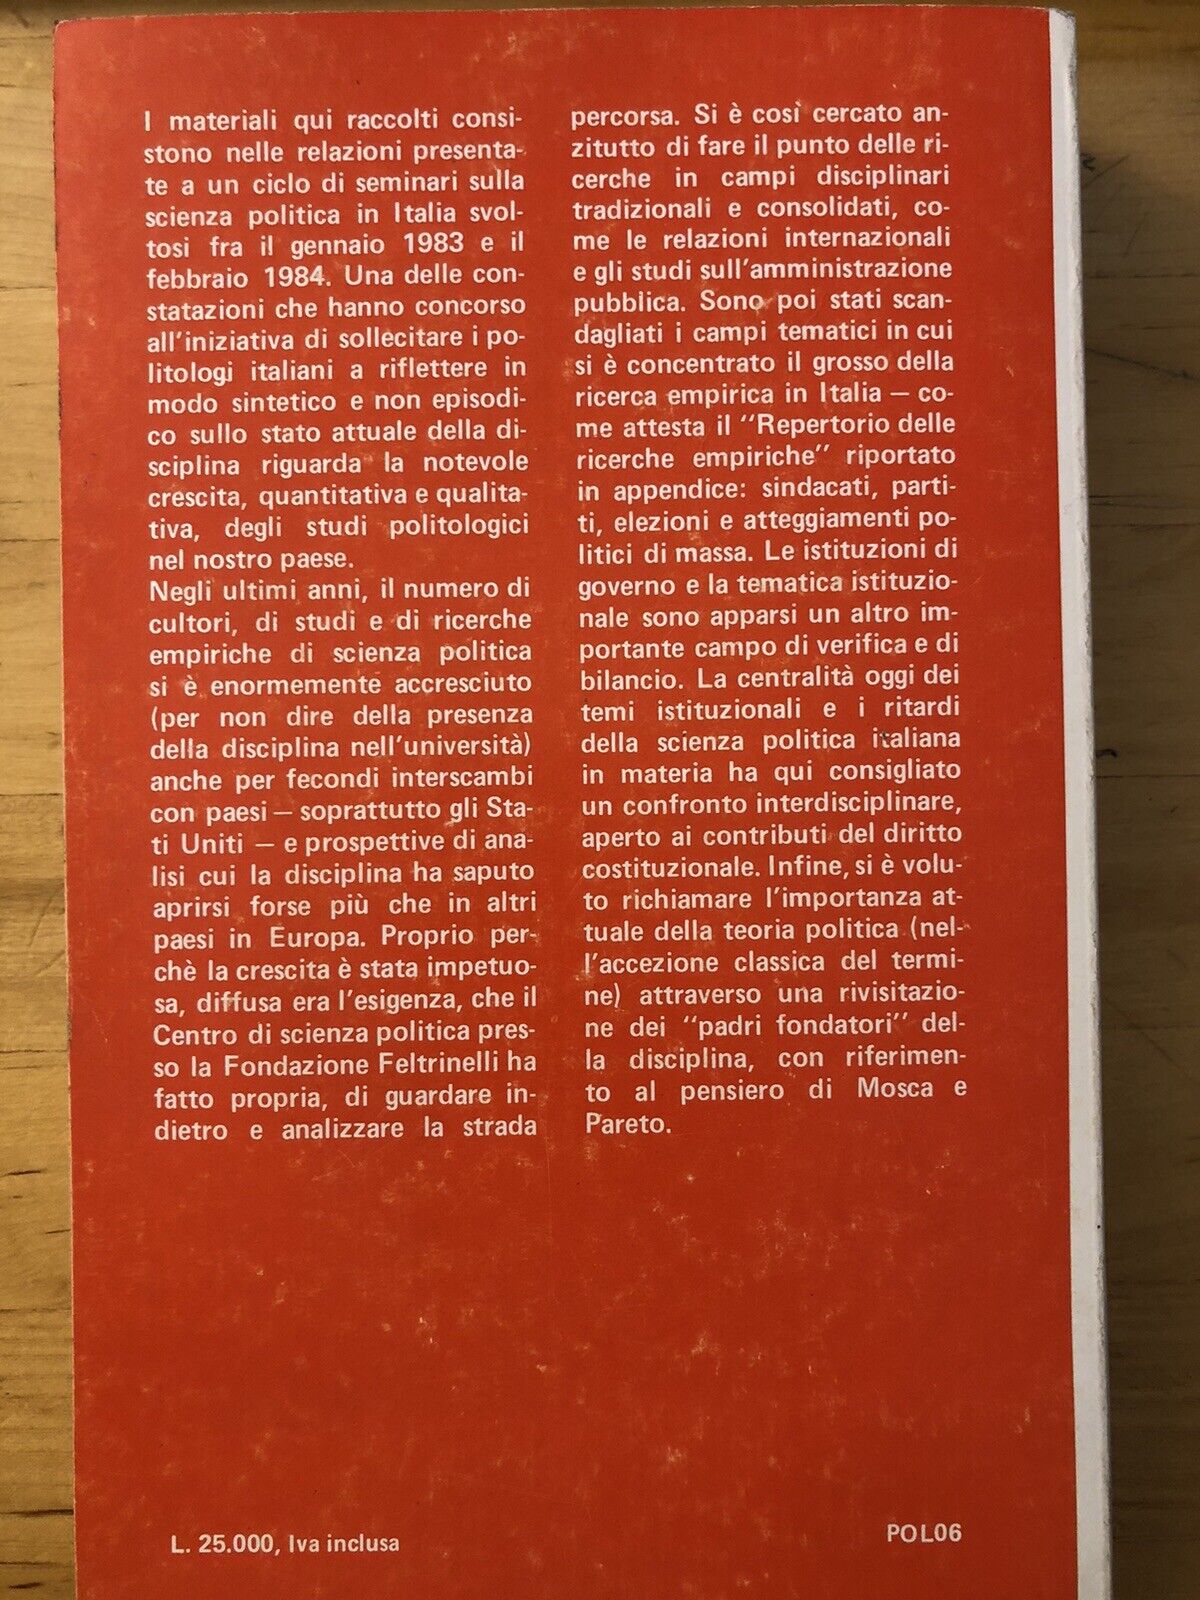 I materiali qui raccolti consi-
stono nelle relazioni presenta-
te a un ciclo di seminari sulla
scienza politica in Italia svol-
tosi fra il gennaio 1983 e il
febbraio 1984. Una delle con-
statazioni che hanno concorso
all'iniziativa di sollecitare i po-
litologi italiani a riflettere in
modo sintetico e non episodi-
co sullo stato attuale della di-
sciplina riguarda la notevole
crescita, quantitativa e qualita-
tiva, degli studi politologici
nel nostro paese.
Negli ultimi anni, il numero di
cultori, di studi e di ricerche
empiriche di scienza politica
si è enormemente accresciuto
(per non dire della presenza
della disciplina nell'università)
anche per fecondi interscambi
con paesi — soprattutto gli Sta-
ti Uniti — e prospettive di ana-
lisi cui la disciplina ha saputo
aprirsi forse più che in altri
paesi in Europa. Proprio per-
chè la crescita è stata impetuo-
sa, diffusa era l'esigenza, che il
Centro di scienza politica pres-
so la Fondazione Feltrinelli ha
fatto propria, di guardare in-
dietro e analizzare la strada
percorsa. Si è così cercato an-
zitutto di fare il punto delle ri-
cerche in campi disciplinari
tradizionali e consolidati, co-
me le relazioni internazionali
e gli studi sull'amministrazione
pubblica. Sono poi stati scan-
dagliati i campi tematici in cui
si è concentrato il grosso della
ricerca empirica in Italia — co-
me attesta il "Repertorio delle
ricerche empiriche" riportato
in appendice: sindacati, parti-
ti, elezioni e atteggiamenti po-
litici di massa. Le istituzioni di
governo e la tematica istituzio-
nale sono apparsi un altro im-
portante campo di verifica e di
bilancio. La centralità oggi dei
temi istituzionali e i ritardi
della scienza politica italiana
in materia ha qui consigliato
un confronto interdisciplinare,
aperto ai contributi del diritto
costituzionale. Infine, si è volu-
to richiamare l'importanza at-
tuale della teoria politica (nel-
l'accezione classica del termi-
ne) attraverso una rivisitazio-
ne dei "padri fondatori" del-
la disciplina, con riferimen-
to al pensiero di Mosca e
Pareto.
L. 25.000, Iva inclusa
POL06